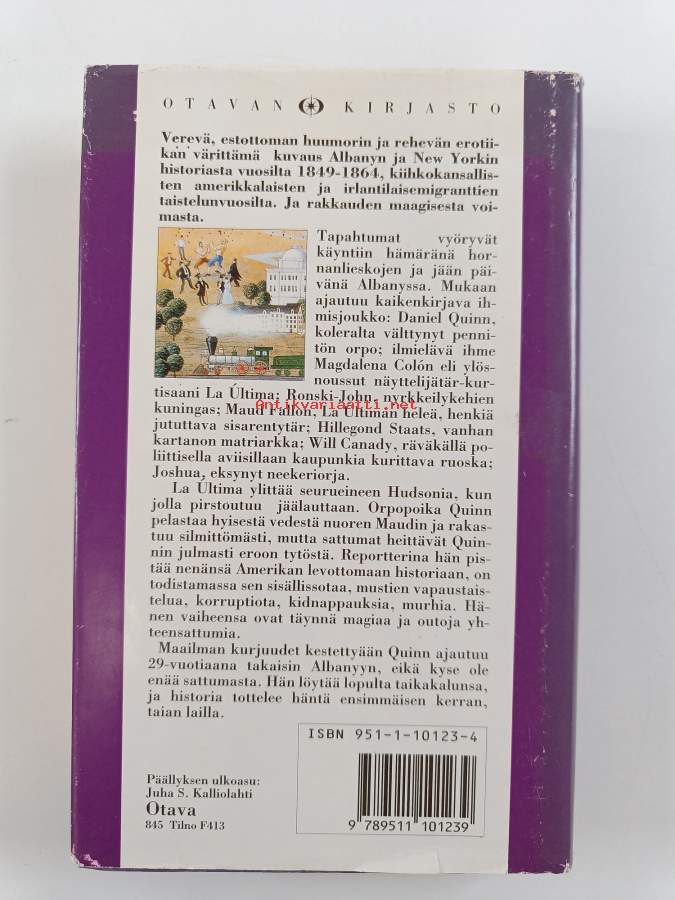 OTAVAN KIRJASTO
Verevä, estottoman huumorin ja rehevän erotii-
kan värittämä kuvaus Albanyn ja New Yorkin
historiasta vuosilta 1849-1864, kiihkokansallis-
ten amerikkalaisten ja irlantilaisemigranttien
taistelunvuosilta. Ja rakkauden maagisesta voi-
masta.
Tapahtumat vyöryvät
käyntiin hämäränä hor-
nanlieskojen ja jään päi-
vänä Albanyssa. Mukaan
ajautuu kaikenkirjava ih-
misjoukko: Daniel Quinn,
koleralta välttynyt penni-
tön orpo; ilmielävä ihme
Magdalena Colón eli ylös-
noussut näyttelijätär-kur-
tisaani La Última; Ronski-John, nyrkkeilykehien
kuningas; Maud Fallon, La Últiman heleä, henkiä
jututtava sisarentytär; Hillegond Staats, vanhan
kartanon matriarkka; Will Canady, räväkällä po-
liittisella aviisillaan kaupunkia kurittava ruoska;
Joshua, eksynyt neekeriorja.
La Última ylittää seurueineen Hudsonia, kun
jolla pirstoutuu jäälauttaan. Orpopoika Quinn
pelastaa hyisestä vedestä nuoren Maudin ja rakas-
tuu silmittömästi, mutta sattumat heittävät Quin-
nin julmasti eroon tytöstä. Reportterina hän pis-
tää nenänsä Amerikan levottomaan historiaan, on
todistamassa sen sisällissotaa, mustien vapaustais-
telua, korruptiota, kidnappauksia, murhia. Hä-
nen vaiheensa ovat täynnä magiaa ja outoja yh-
teensattumia.
Maailman kurjuudet kestettyään Quinn ajautuu
29-vuotiaana takaisin Albanyyn, eikä kyse ole
enää sattumasta. Hän löytää lopulta taikakalunsa,
ja historia tottelee häntä ensimmäisen kerran,
taian lailla.
ISBN 951-1-10123-4
Päällyksen ulkoasu:
Juha S. Kalliolahti
Otava
845 Tilno F413
9 789511 101239
Antikvariaatti.net